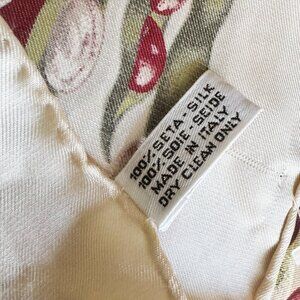 100% SETA - SILK
100% SOIE - SEIDE
MADE IN ITALY
DRY CLEAN ONLY